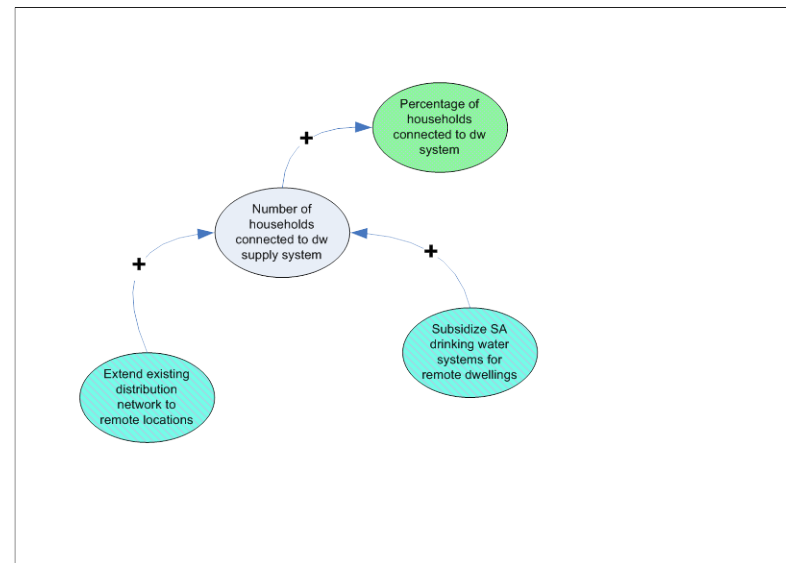 Percentage of
households
connected to dw
system
+
Number of
households
connected to dw
supply system
+
+
Subsidize SA
drinking water
systems for
remote dwellings
Extend existing
distribution
network to
remote locations